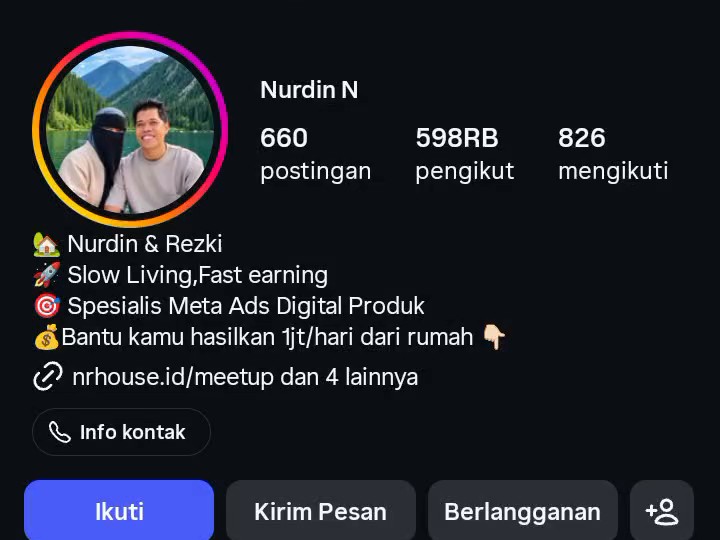 Nurdin N
660 598RB 826
postingan pengikut mengikuti
🏡 Nurdin & Rezki
🚀 Slow Living,Fast earning
🎯 Spesialis Meta Ads Digital Produk
💰Bantu kamu hasilkan 1jt/hari dari rumah 👇🏻
nrhouse.id/meetup dan 4 lainnya
Info kontak
Ikuti Kirim Pesan Berlangganan